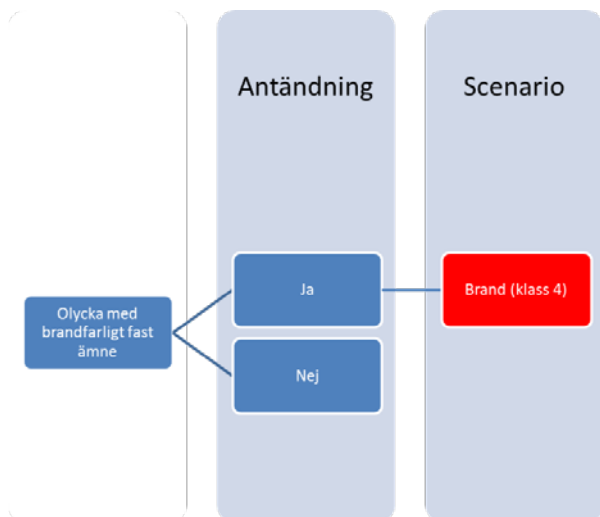 Antändning
Scenario
Olycka med
brandfarligt fast
ämne
Ja
Nej
Brand (klass 4)